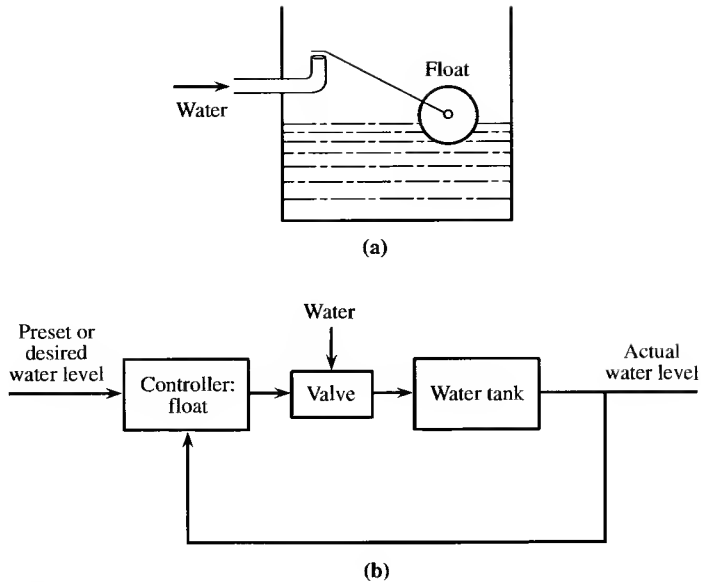 Float
Water
(a)
Water
Preset or
desired
water level
Actual
water level
Controller:
float
Valve
Water tank
(b)